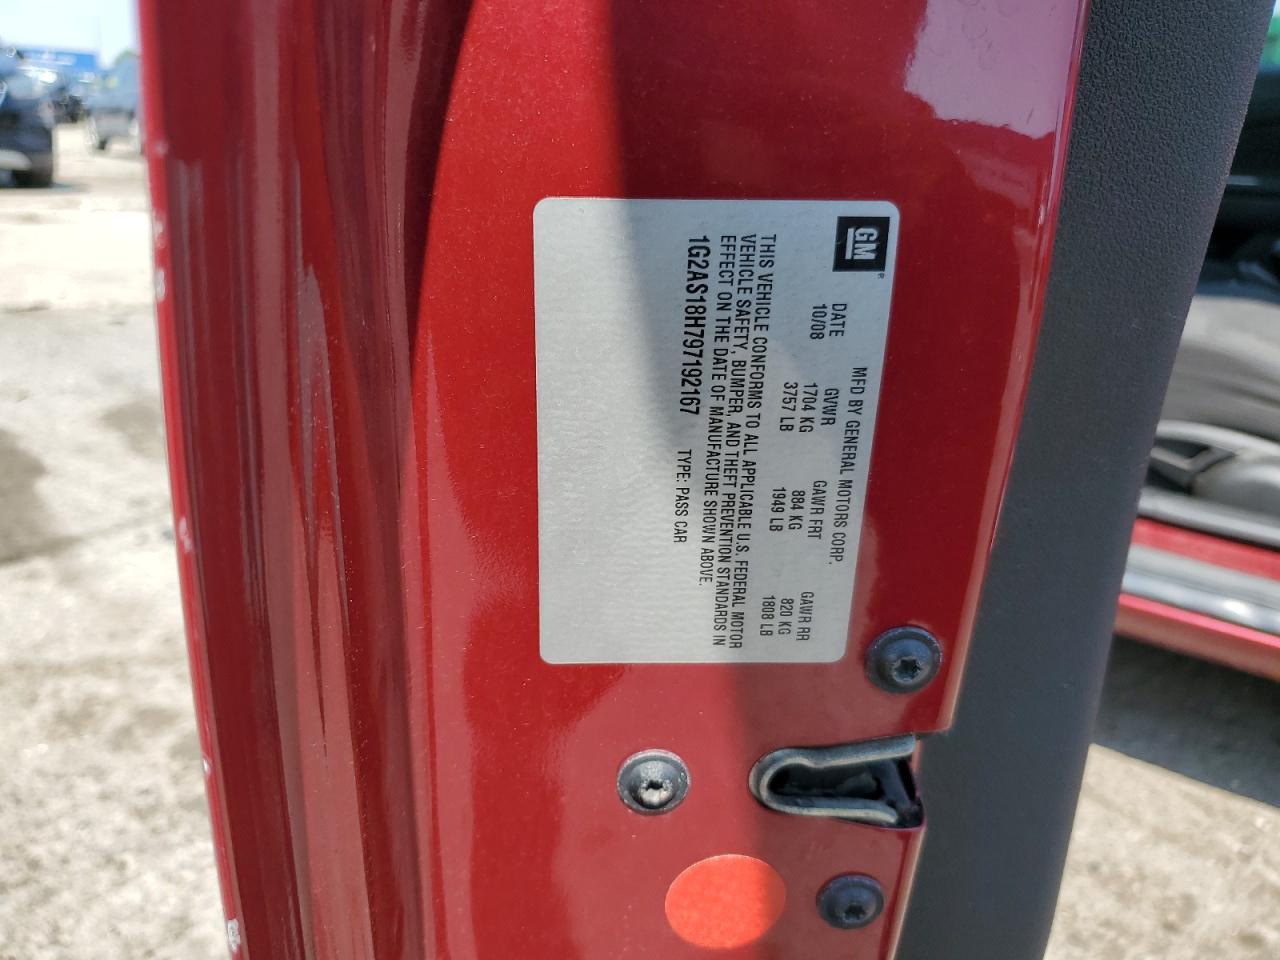 GM®
MFD BY GENERAL MOTORS CORP.
DATE GVWR GAWR FRT GAWR RR
10/08 1704 KG 884 KG 820 KG
3757 LB 1949 LB 1808 LB
THIS VEHICLE CONFORMS TO ALL APPLICABLE U.S. FEDERAL MOTOR
VEHICLE SAFETY, BUMPER, AND THEFT PREVENTION STANDARDS IN
EFFECT ON THE DATE OF MANUFACTURE SHOWN ABOVE.
1G2AS18H797192167 TYPE: PASS CAR